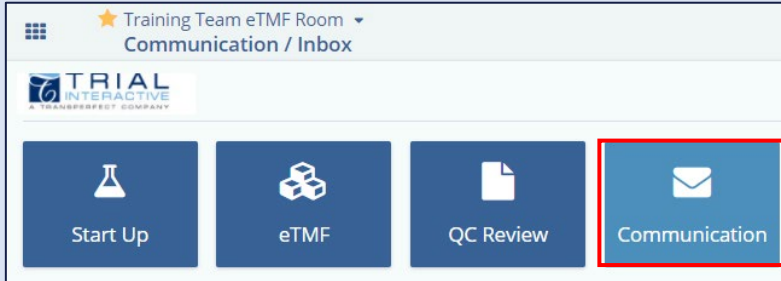 Training Team eTMF Room
Communication / Inbox
TRIAL
INTERACTIVE
A TRANSPERFECT COMPANY
Start Up
eTMF
QC Review
Communication